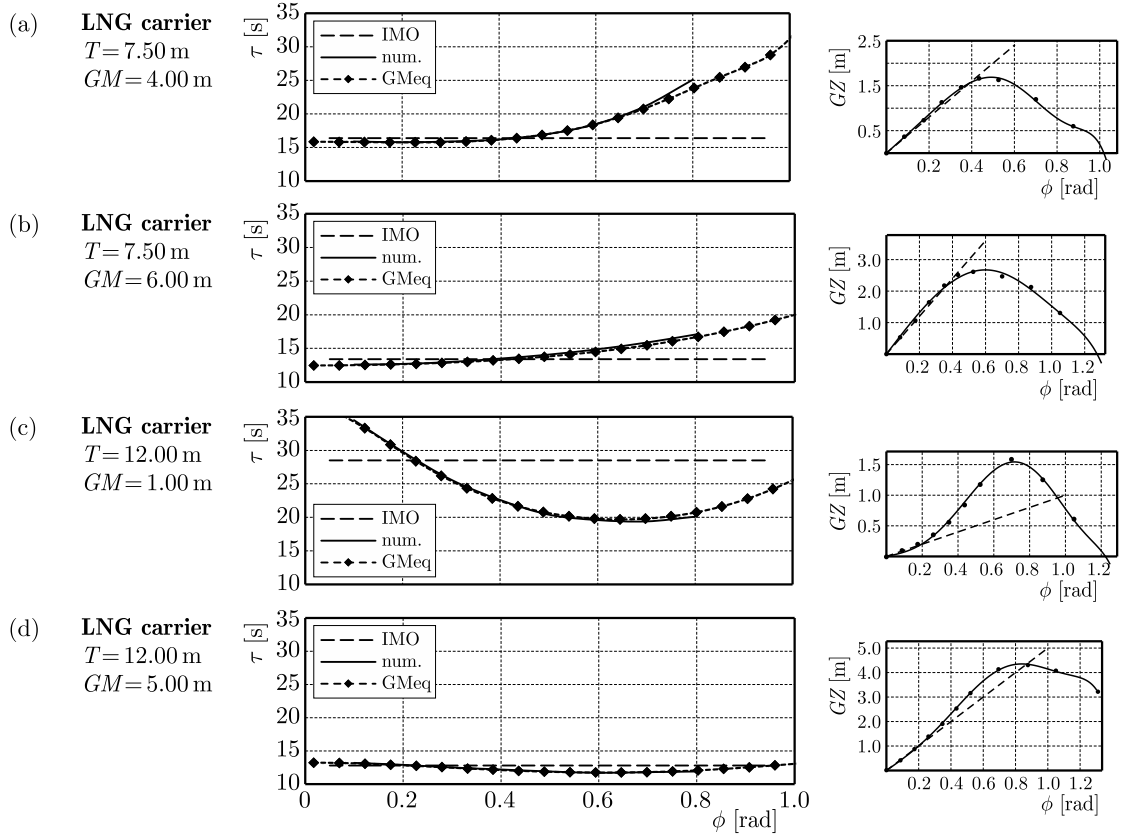 (a)
LNG carrier
T = 7.50 m
GM = 4.00 m
τ [s]
35
30
25
20
15
10
IMO
num.
GMeq
GZ [m]
2.5
1.5
0.5
0.2 0.4 0.6 0.8 1.0
ϕ [rad]
(b)
LNG carrier
T = 7.50 m
GM = 6.00 m
τ [s]
35
30
25
20
15
10
IMO
num.
GMeq
GZ [m]
3.0
2.0
1.0
0.2 0.4 0.6 0.8 1.0 1.2
ϕ [rad]
(c)
LNG carrier
T = 12.00 m
GM = 1.00 m
τ [s]
35
30
25
20
15
10
IMO
num.
GMeq
GZ [m]
1.5
1.0
0.5
0.2 0.4 0.6 0.8 1.0 1.2
ϕ [rad]
(d)
LNG carrier
T = 12.00 m
GM = 5.00 m
τ [s]
35
30
25
20
15
10
IMO
num.
GMeq
0 0.2 0.4 0.6 0.8 1.0
ϕ [rad]
GZ [m]
5.0
4.0
3.0
2.0
1.0
0.2 0.4 0.6 0.8 1.0 1.2
ϕ [rad]